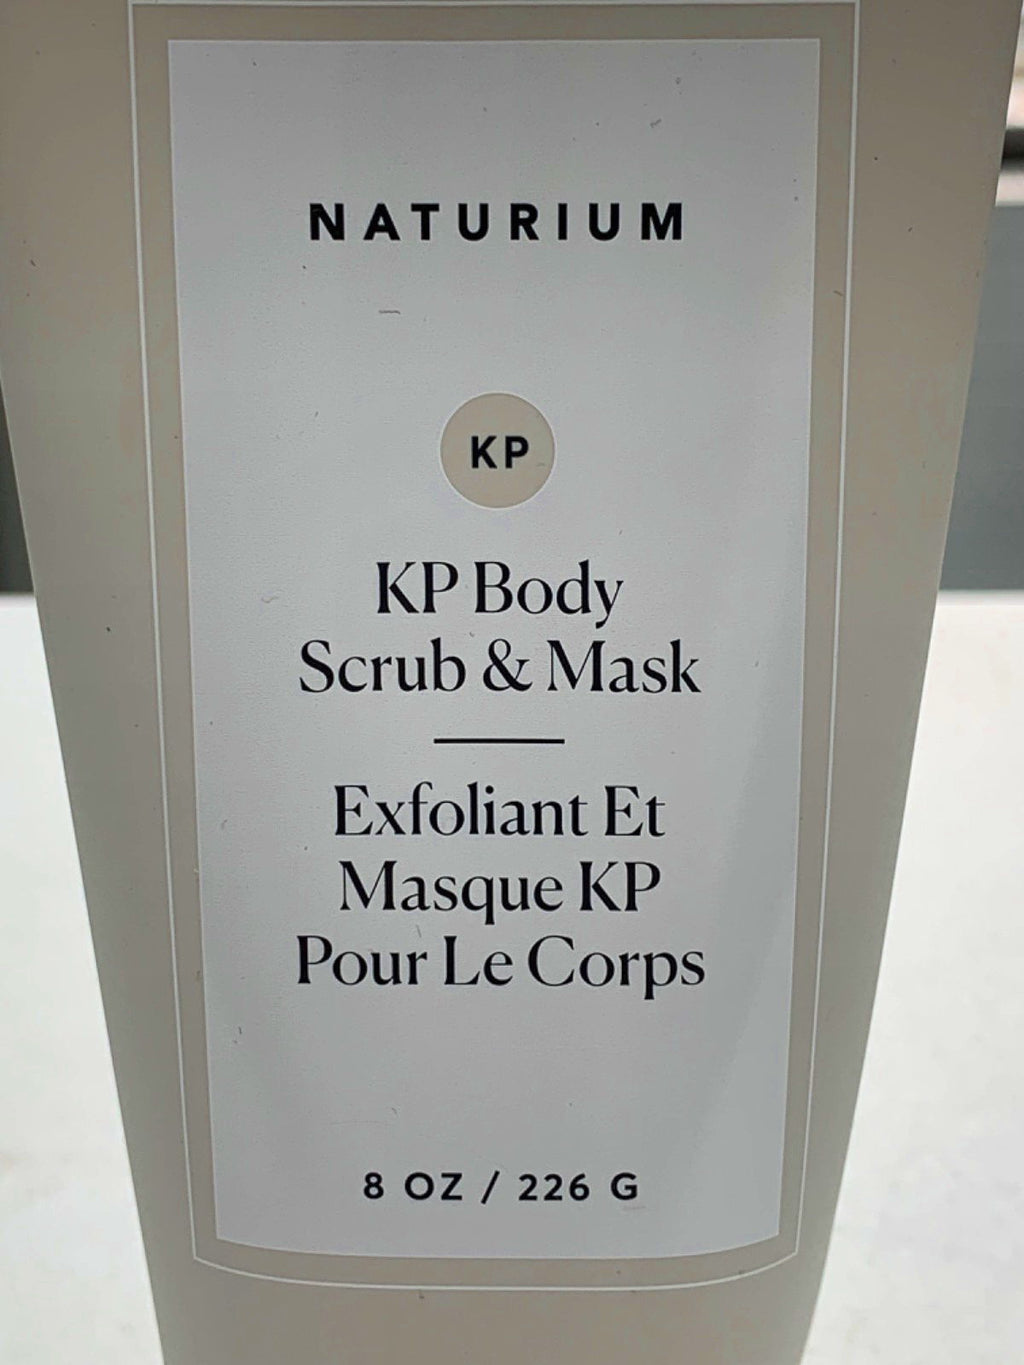 NATURIUM
KP
KP Body
Scrub & Mask
Exfoliant Et
Masque KP
Pour Le Corps
8 OZ / 226 G